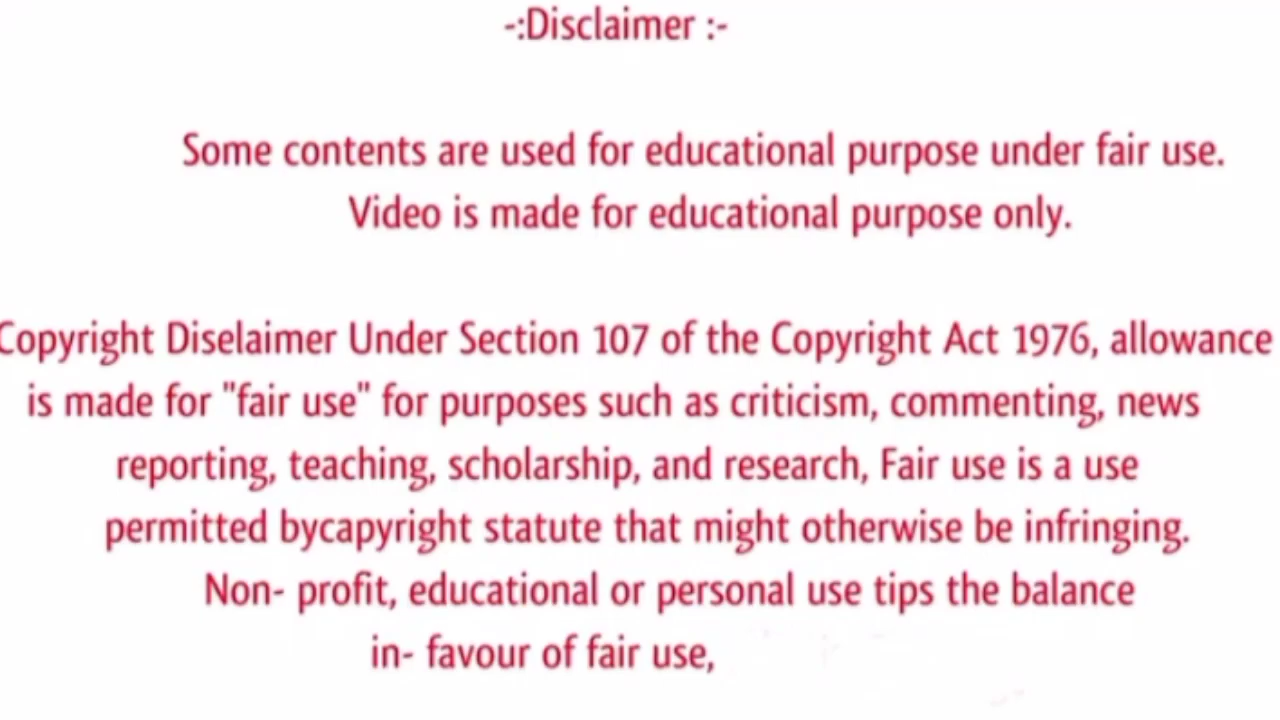 -:Disclaimer :-
Some contents are used for educational purpose under fair use.
Video is made for educational purpose only.
Copyright Diselaimer Under Section 107 of the Copyright Act 1976, allowance
is made for "fair use" for purposes such as criticism, commenting, news
reporting, teaching, scholarship, and research, Fair use is a use
permitted bycapyright statute that might otherwise be infringing.
Non- profit, educational or personal use tips the balance
in- favour of fair use,